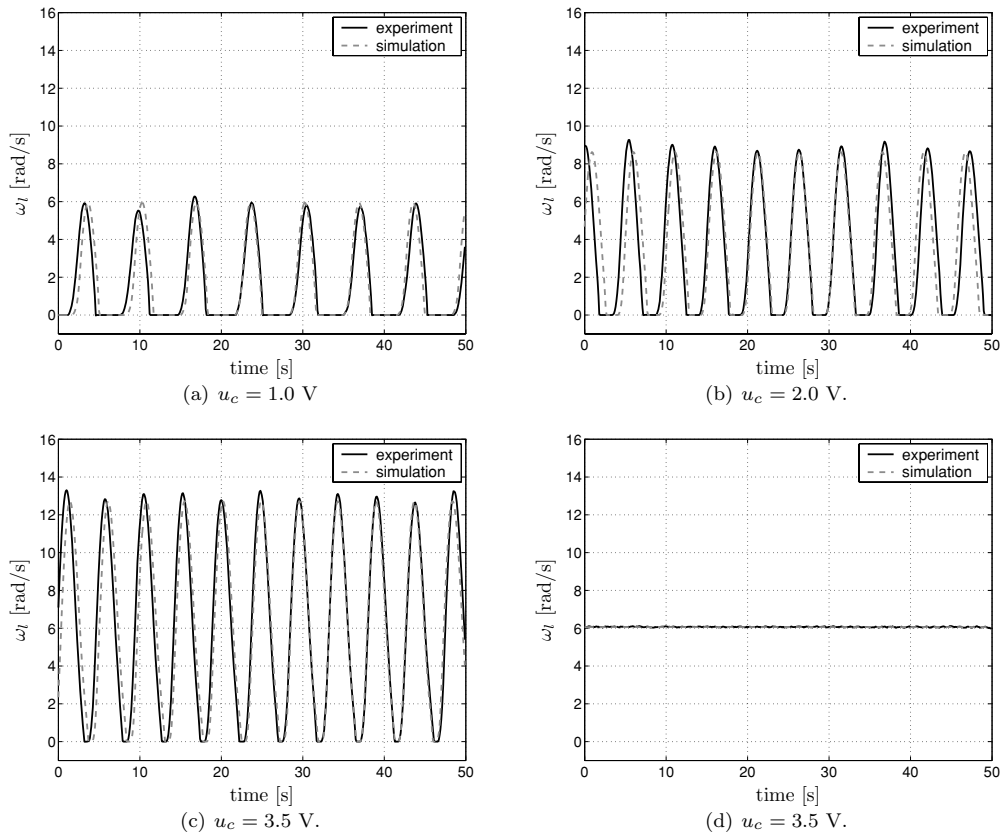 16
14
12
10
8
6
4
2
0
ω_l [rad/s]
experiment
simulation
0 10 20 30 40 50
time [s]
(a) u_c = 1.0 V
16
14
12
10
8
6
4
2
0
ω_l [rad/s]
experiment
simulation
0 10 20 30 40 50
time [s]
(b) u_c = 2.0 V.
16
14
12
10
8
6
4
2
0
ω_l [rad/s]
experiment
simulation
0 10 20 30 40 50
time [s]
(c) u_c = 3.5 V.
16
14
12
10
8
6
4
2
0
ω_l [rad/s]
experiment
simulation
0 10 20 30 40 50
time [s]
(d) u_c = 3.5 V.